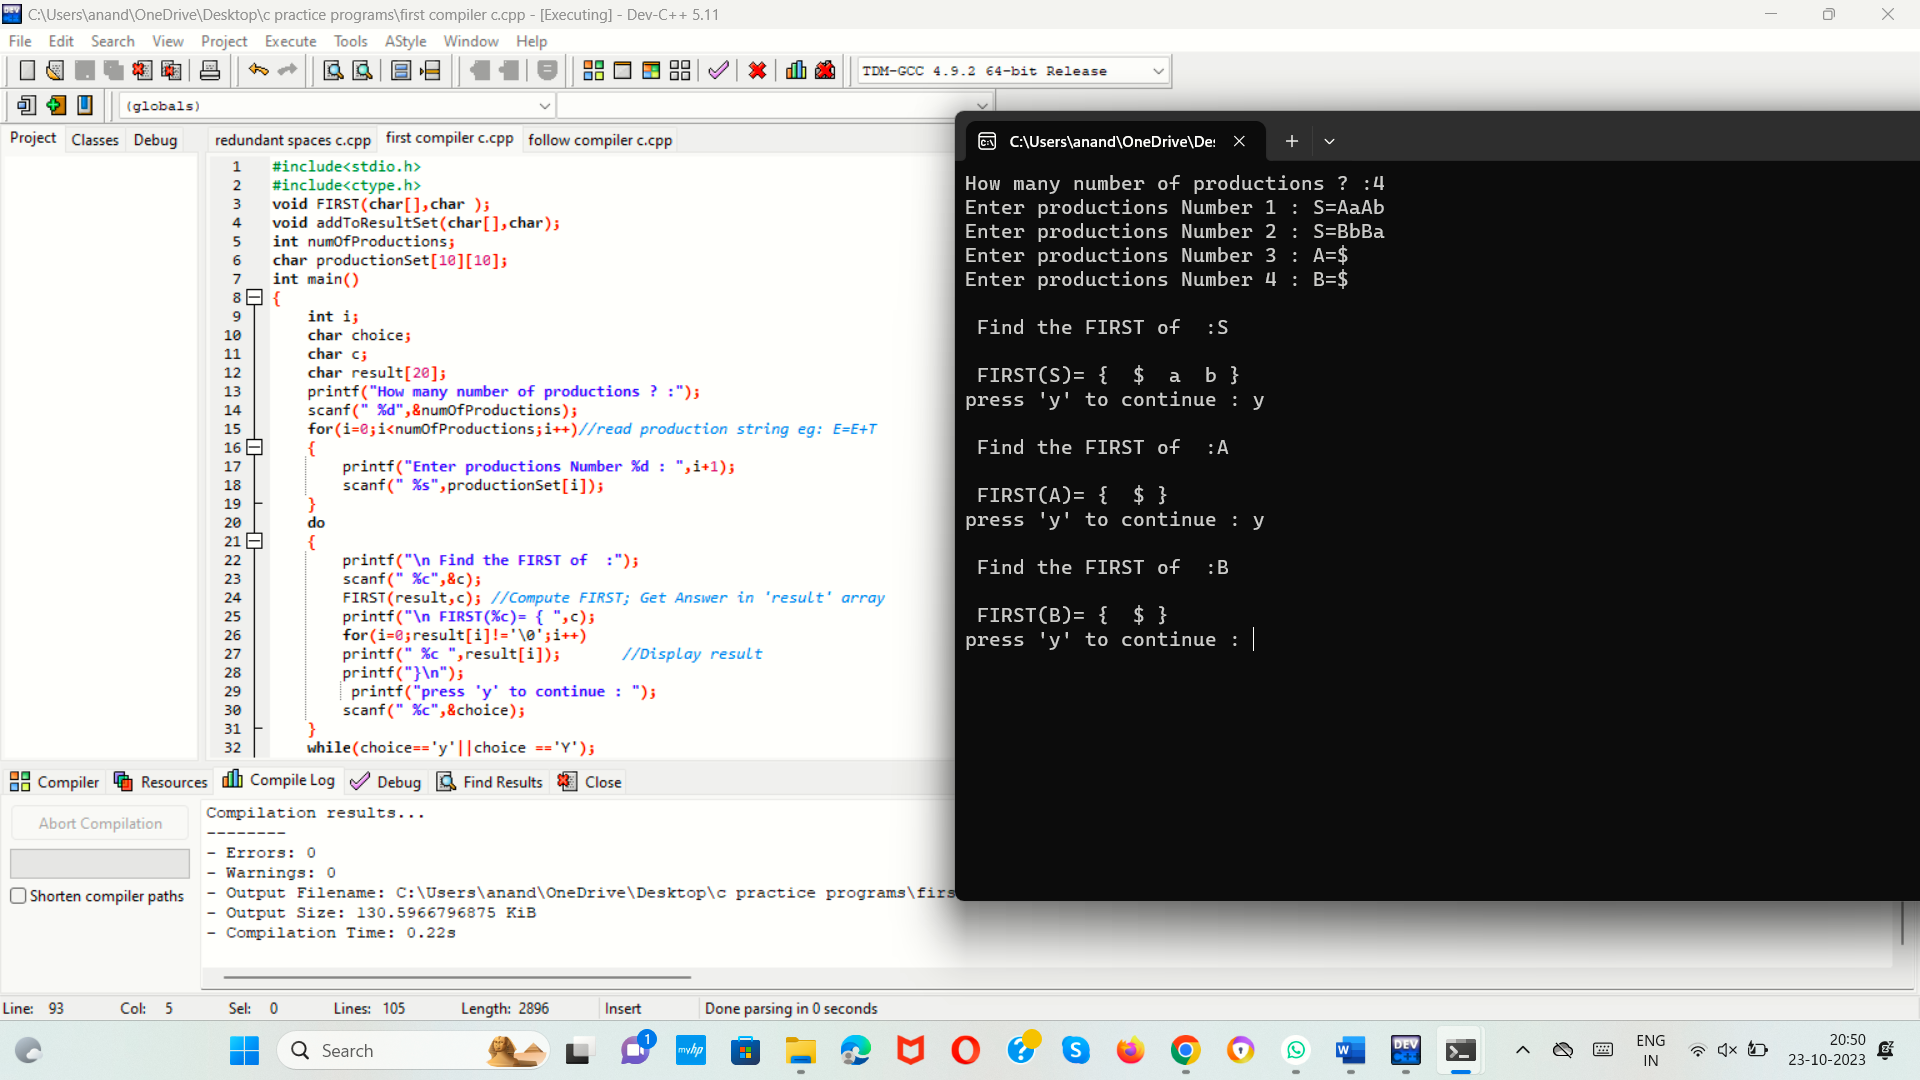 C:\Users\anand\OneDrive\Desktop\c practice programs\first compiler c.cpp - [Executing] - Dev-C++ 5.11
File Edit Search View Project Execute Tools AStyle Window Help
TDM-GCC 4.9.2 64-bit Release
(globals)
Project Classes Debug
redundant spaces c.cpp first compiler c.cpp follow compiler c.cpp
1 #include<stdio.h>
2 #include<ctype.h>
3 void FIRST(char[],char );
4 void addToResultSet(char[],char);
5 int numOfProductions;
6 char productionSet[10][10];
7 int main()
8 {
9 int i;
10 char choice;
11 char c;
12 char result[20];
13 printf("How many number of productions ? :");
14 scanf(" %d",&numOfProductions);
15 for(i=0;i<numOfProductions;i++)//read production string eg: E=E+T
16 {
17 printf("Enter productions Number %d : ",i+1);
18 scanf(" %s",productionSet[i]);
19 }
20 do
21 {
22 printf("\n Find the FIRST of  :");
23 scanf(" %c",&c);
24 FIRST(result,c); //Compute FIRST; Get Answer in 'result' array
25 printf("\n FIRST(%c)= { ",c);
26 for(i=0;result[i]!='\0';i++)
27 printf(" %c ",result[i]);       //Display result
28 printf("}\n");
29 printf("press 'y' to continue : ");
30 scanf(" %c",&choice);
31 }
32 while(choice=='y'||choice =='Y');
C:\Users\anand\OneDrive\De:
How many number of productions ? :4
Enter productions Number 1 : S=AaAb
Enter productions Number 2 : S=BbBa
Enter productions Number 3 : A=$
Enter productions Number 4 : B=$
Find the FIRST of  :S
FIRST(S)= {  $  a  b }
press 'y' to continue : y
Find the FIRST of  :A
FIRST(A)= {  $ }
press 'y' to continue : y
Find the FIRST of  :B
FIRST(B)= {  $ }
press 'y' to continue :
Compiler Resources Compile Log Debug Find Results Close
Abort Compilation
Shorten compiler paths
Compilation results...
--------
- Errors: 0
- Warnings: 0
- Output Filename: C:\Users\anand\OneDrive\Desktop\c practice programs\firs
- Output Size: 130.5966796875 KiB
- Compilation Time: 0.22s
Line: 93 Col: 5 Sel: 0 Lines: 105 Length: 2896 Insert Done parsing in 0 seconds
Search
1
myhp
DEV
ENG
IN
20:50
23-10-2023